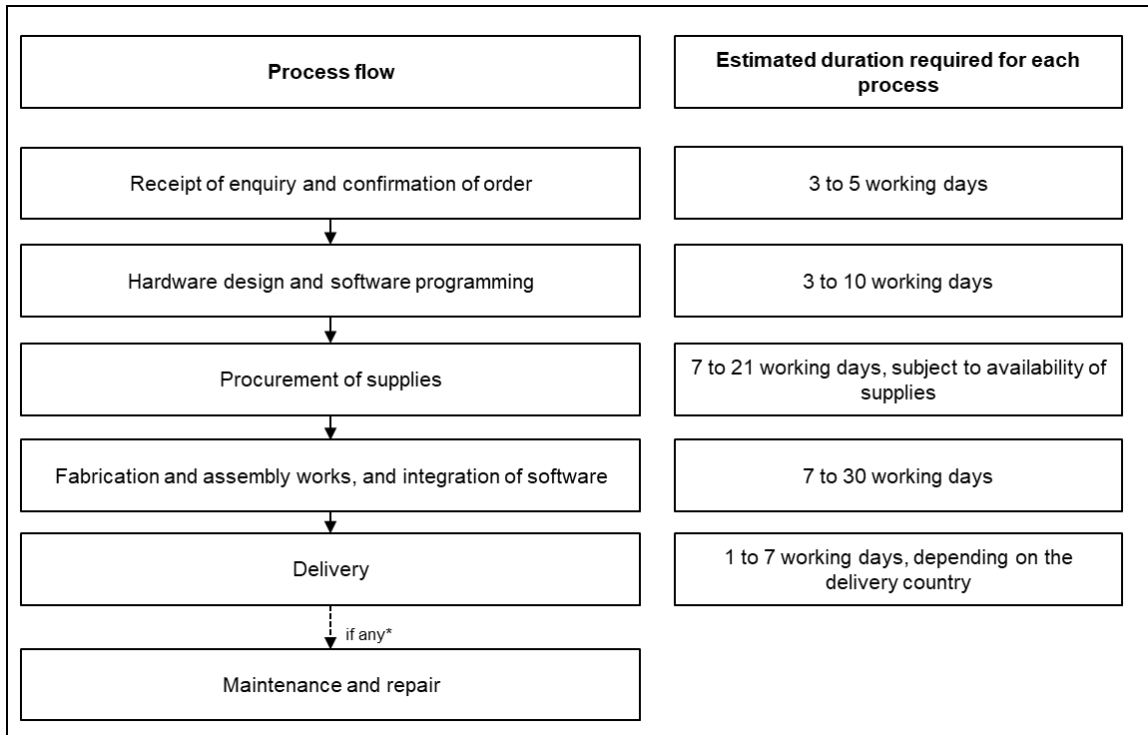 Process flow
Estimated duration required for each
process
Receipt of enquiry and confirmation of order
3 to 5 working days
Hardware design and software programming
3 to 10 working days
Procurement of supplies
7 to 21 working days, subject to availability of
supplies
Fabrication and assembly works, and integration of software
7 to 30 working days
Delivery
1 to 7 working days, depending on the
delivery country
if any*
Maintenance and repair